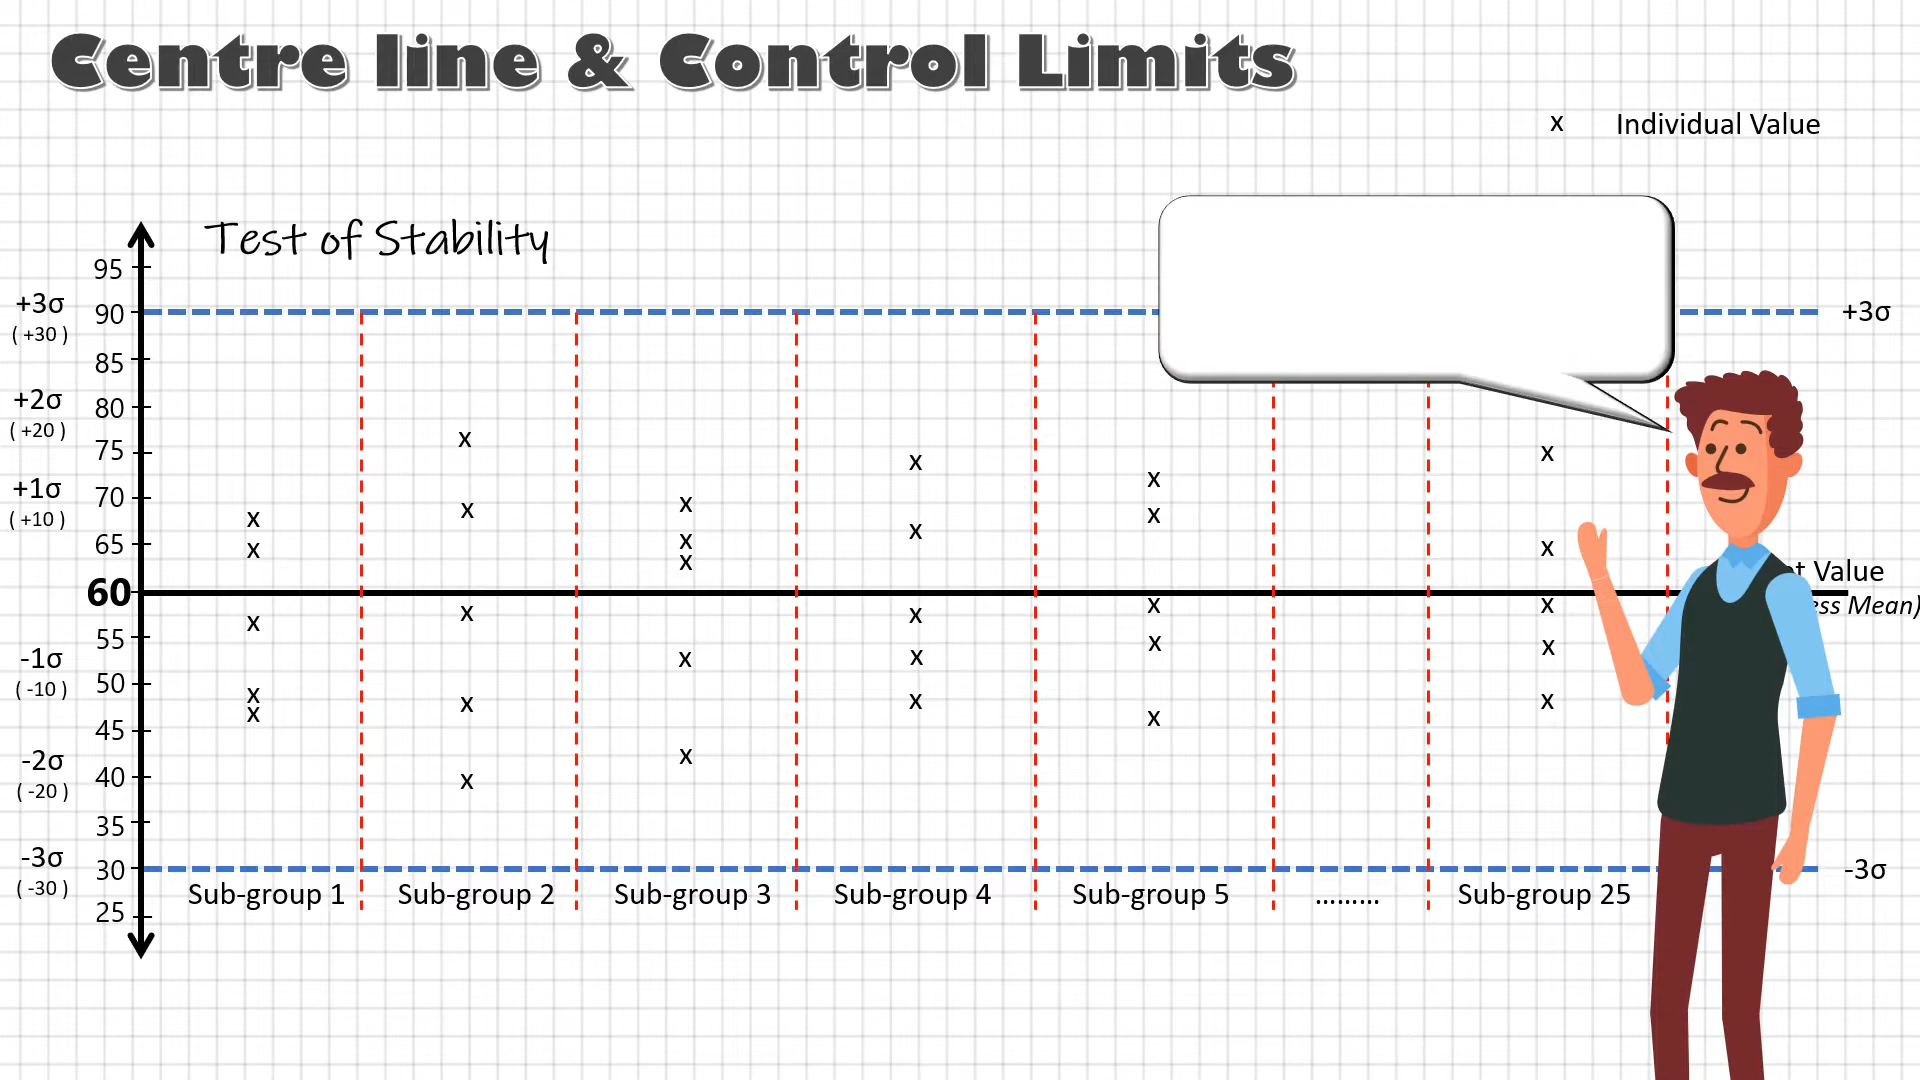 Centre line & Control Limits
x Individual Value
Test of Stability
95
+3σ
( +30 )
90
+3σ
85
+2σ
( +20 )
80
75
+1σ
( +10 )
70
65
Value
60
Mean)
55
-1σ
( -10 )
50
45
-2σ
( -20 )
40
35
-3σ
( -30 )
30
-3σ
Sub-group 1 Sub-group 2 Sub-group 3 Sub-group 4 Sub-group 5 ......... Sub-group 25
25